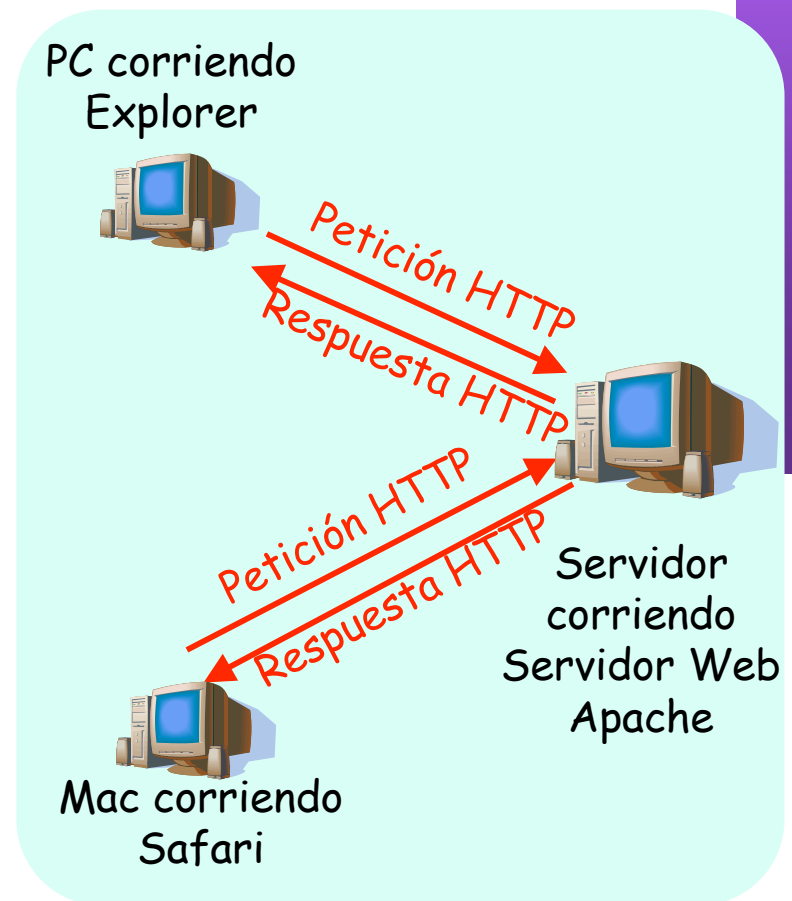 PC corriendo
Explorer
Petición HTTP
Respuesta HTTP
Petición HTTP
Respuesta HTTP
Servidor
corriendo
Servidor Web
Apache
Mac corriendo
Safari